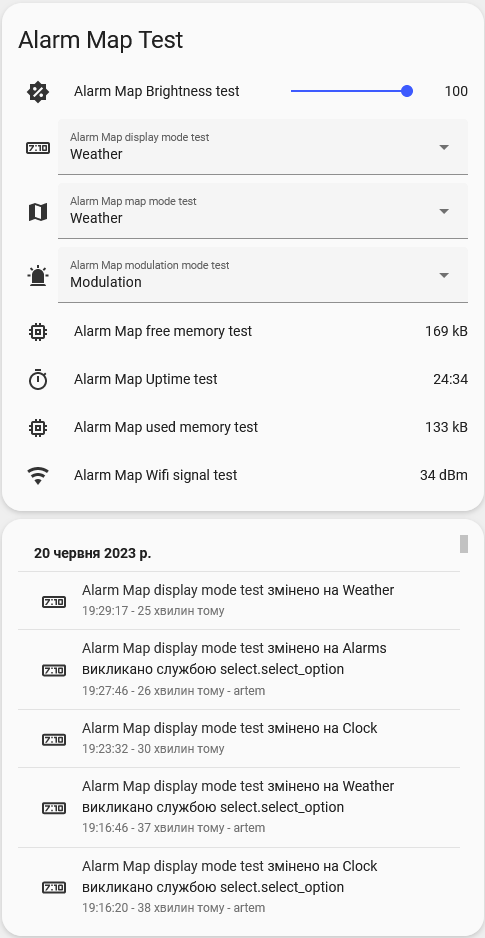 Alarm Map Test
Alarm Map Brightness test 100
Alarm Map display mode test
7:10 Weather
Alarm Map map mode test
Weather
Alarm Map modulation mode test
Modulation
Alarm Map free memory test 169 kB
Alarm Map Uptime test 24:34
Alarm Map used memory test 133 kB
Alarm Map Wifi signal test 34 dBm
20 червня 2023 р.
Alarm Map display mode test змінено на Weather
7:10
19:29:17 - 25 хвилин тому
Alarm Map display mode test змінено на Alarms
7:10 викликано службою select.select_option
19:27:46 - 26 хвилин тому - artem
Alarm Map display mode test змінено на Clock
7:10
19:23:32 - 30 хвилин тому
Alarm Map display mode test змінено на Weather
7:10 викликано службою select.select_option
19:16:46 - 37 хвилин тому - artem
Alarm Map display mode test змінено на Clock
7:10 викликано службою select.select_option
19:16:20 - 38 хвилин тому - artem